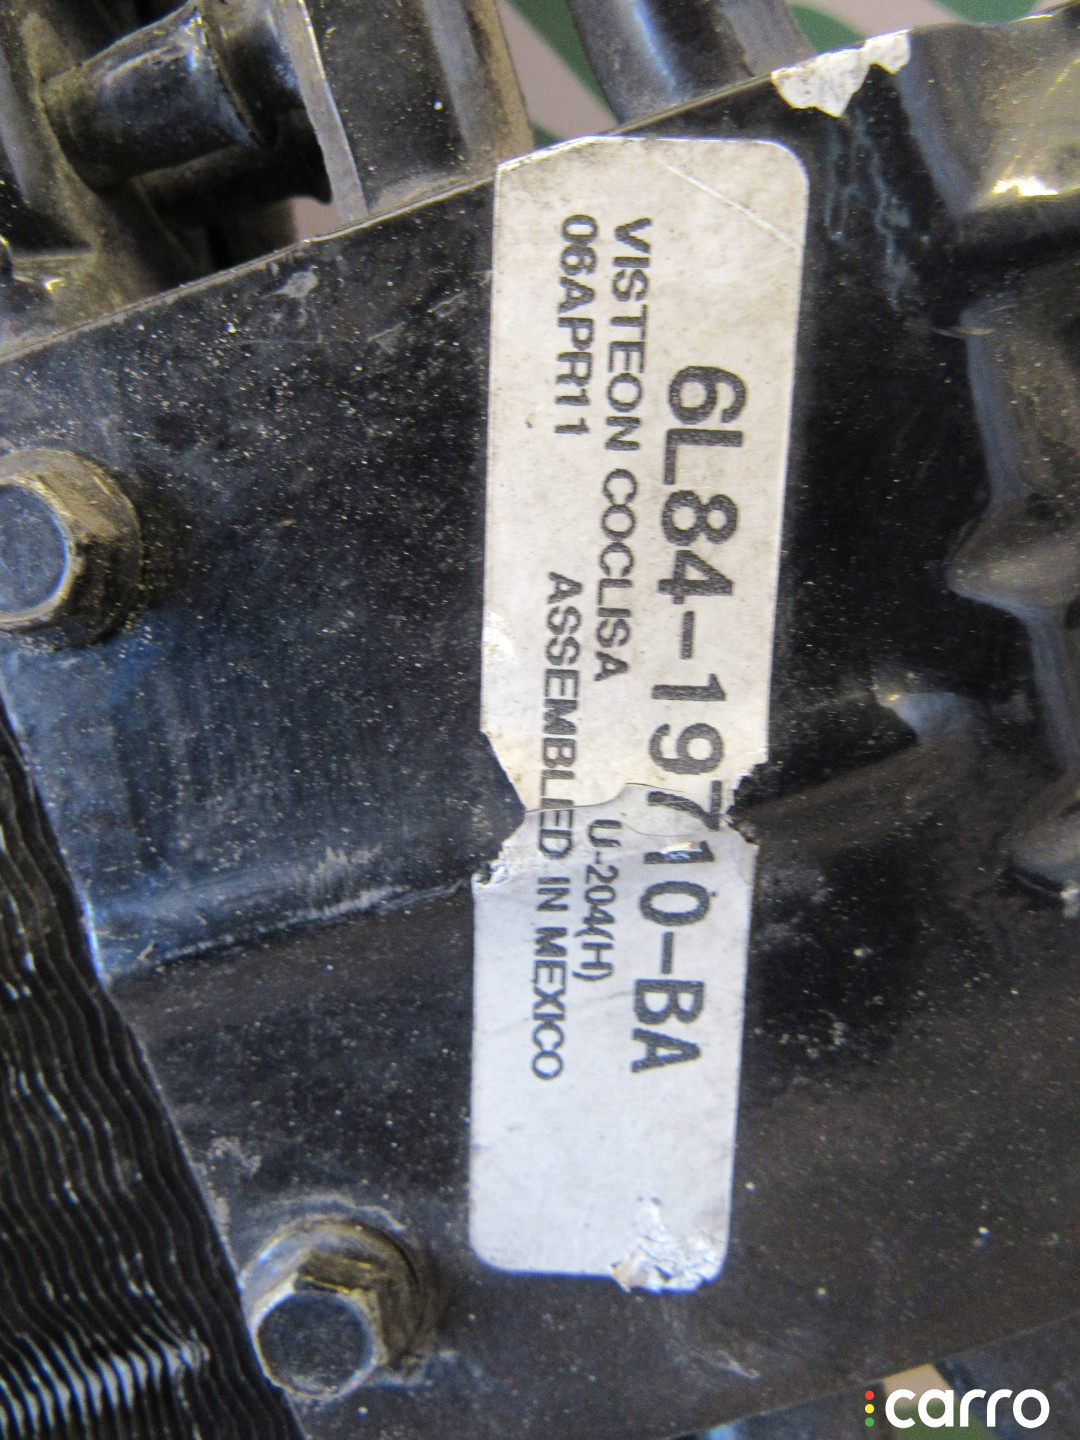 6L84-19710-BA
VISTEON COCLISA
U-204(H)
06APR11
ASSEMBLED IN MEXICO
carro